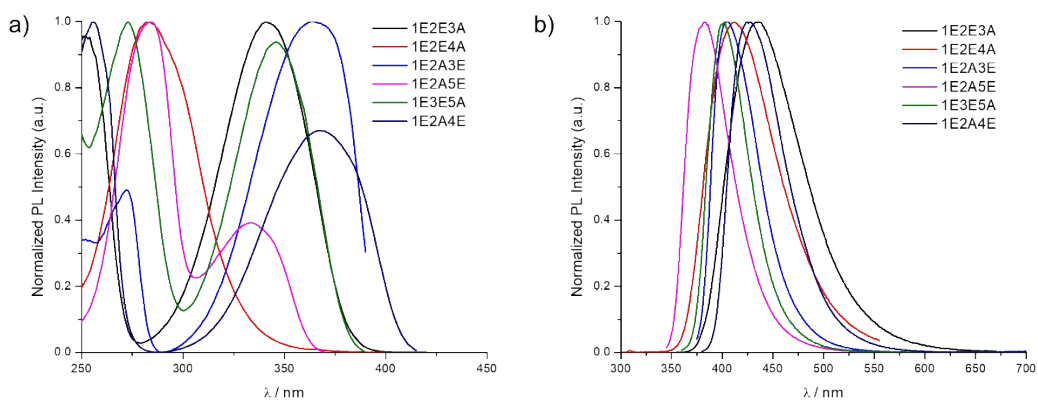 a)
Normalized PL Intensity (a.u.)
1.0
0.8
0.6
0.4
0.2
0.0
250
300
350
400
450
λ / nm
1E2E3A
1E2E4A
1E2A3E
1E2A5E
1E3E5A
1E2A4E
b)
Normalized PL Intensity (a.u.)
1.0
0.8
0.6
0.4
0.2
0.0
300
350
400
450
500
550
600
650
700
λ / nm
1E2E3A
1E2E4A
1E2A3E
1E2A5E
1E3E5A
1E2A4E